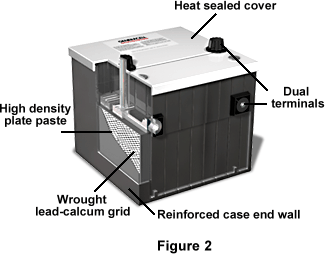 Heat sealed cover
Dual
terminals
High density
plate paste
Wrought
lead-calcum grid
Reinforced case end wall
Figure 2